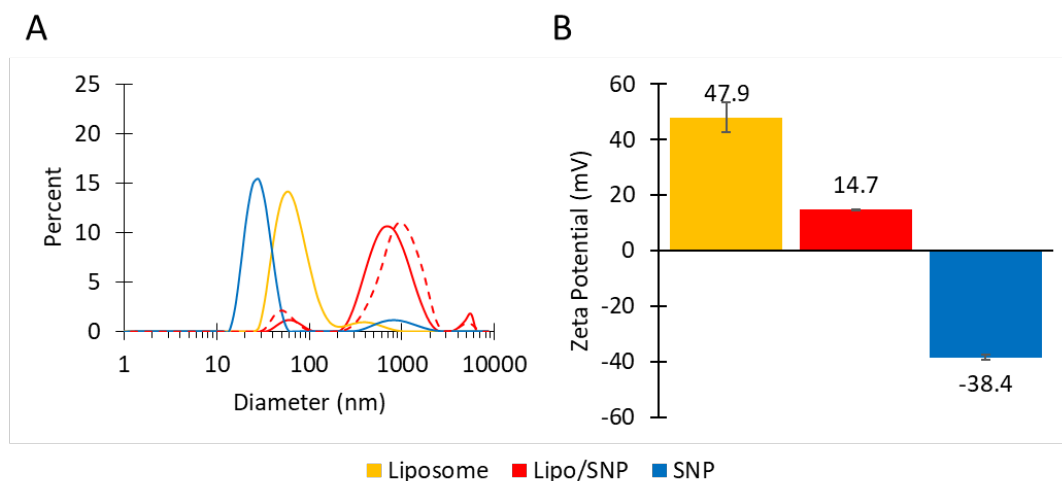 A
B
25
20
15
10
5
0
Percent
1
10
100
1000
10000
Diameter (nm)
60
40
20
0
-20
-40
-60
Zeta Potential (mV)
47.9
14.7
-38.4
Liposome
Lipo/SNP
SNP